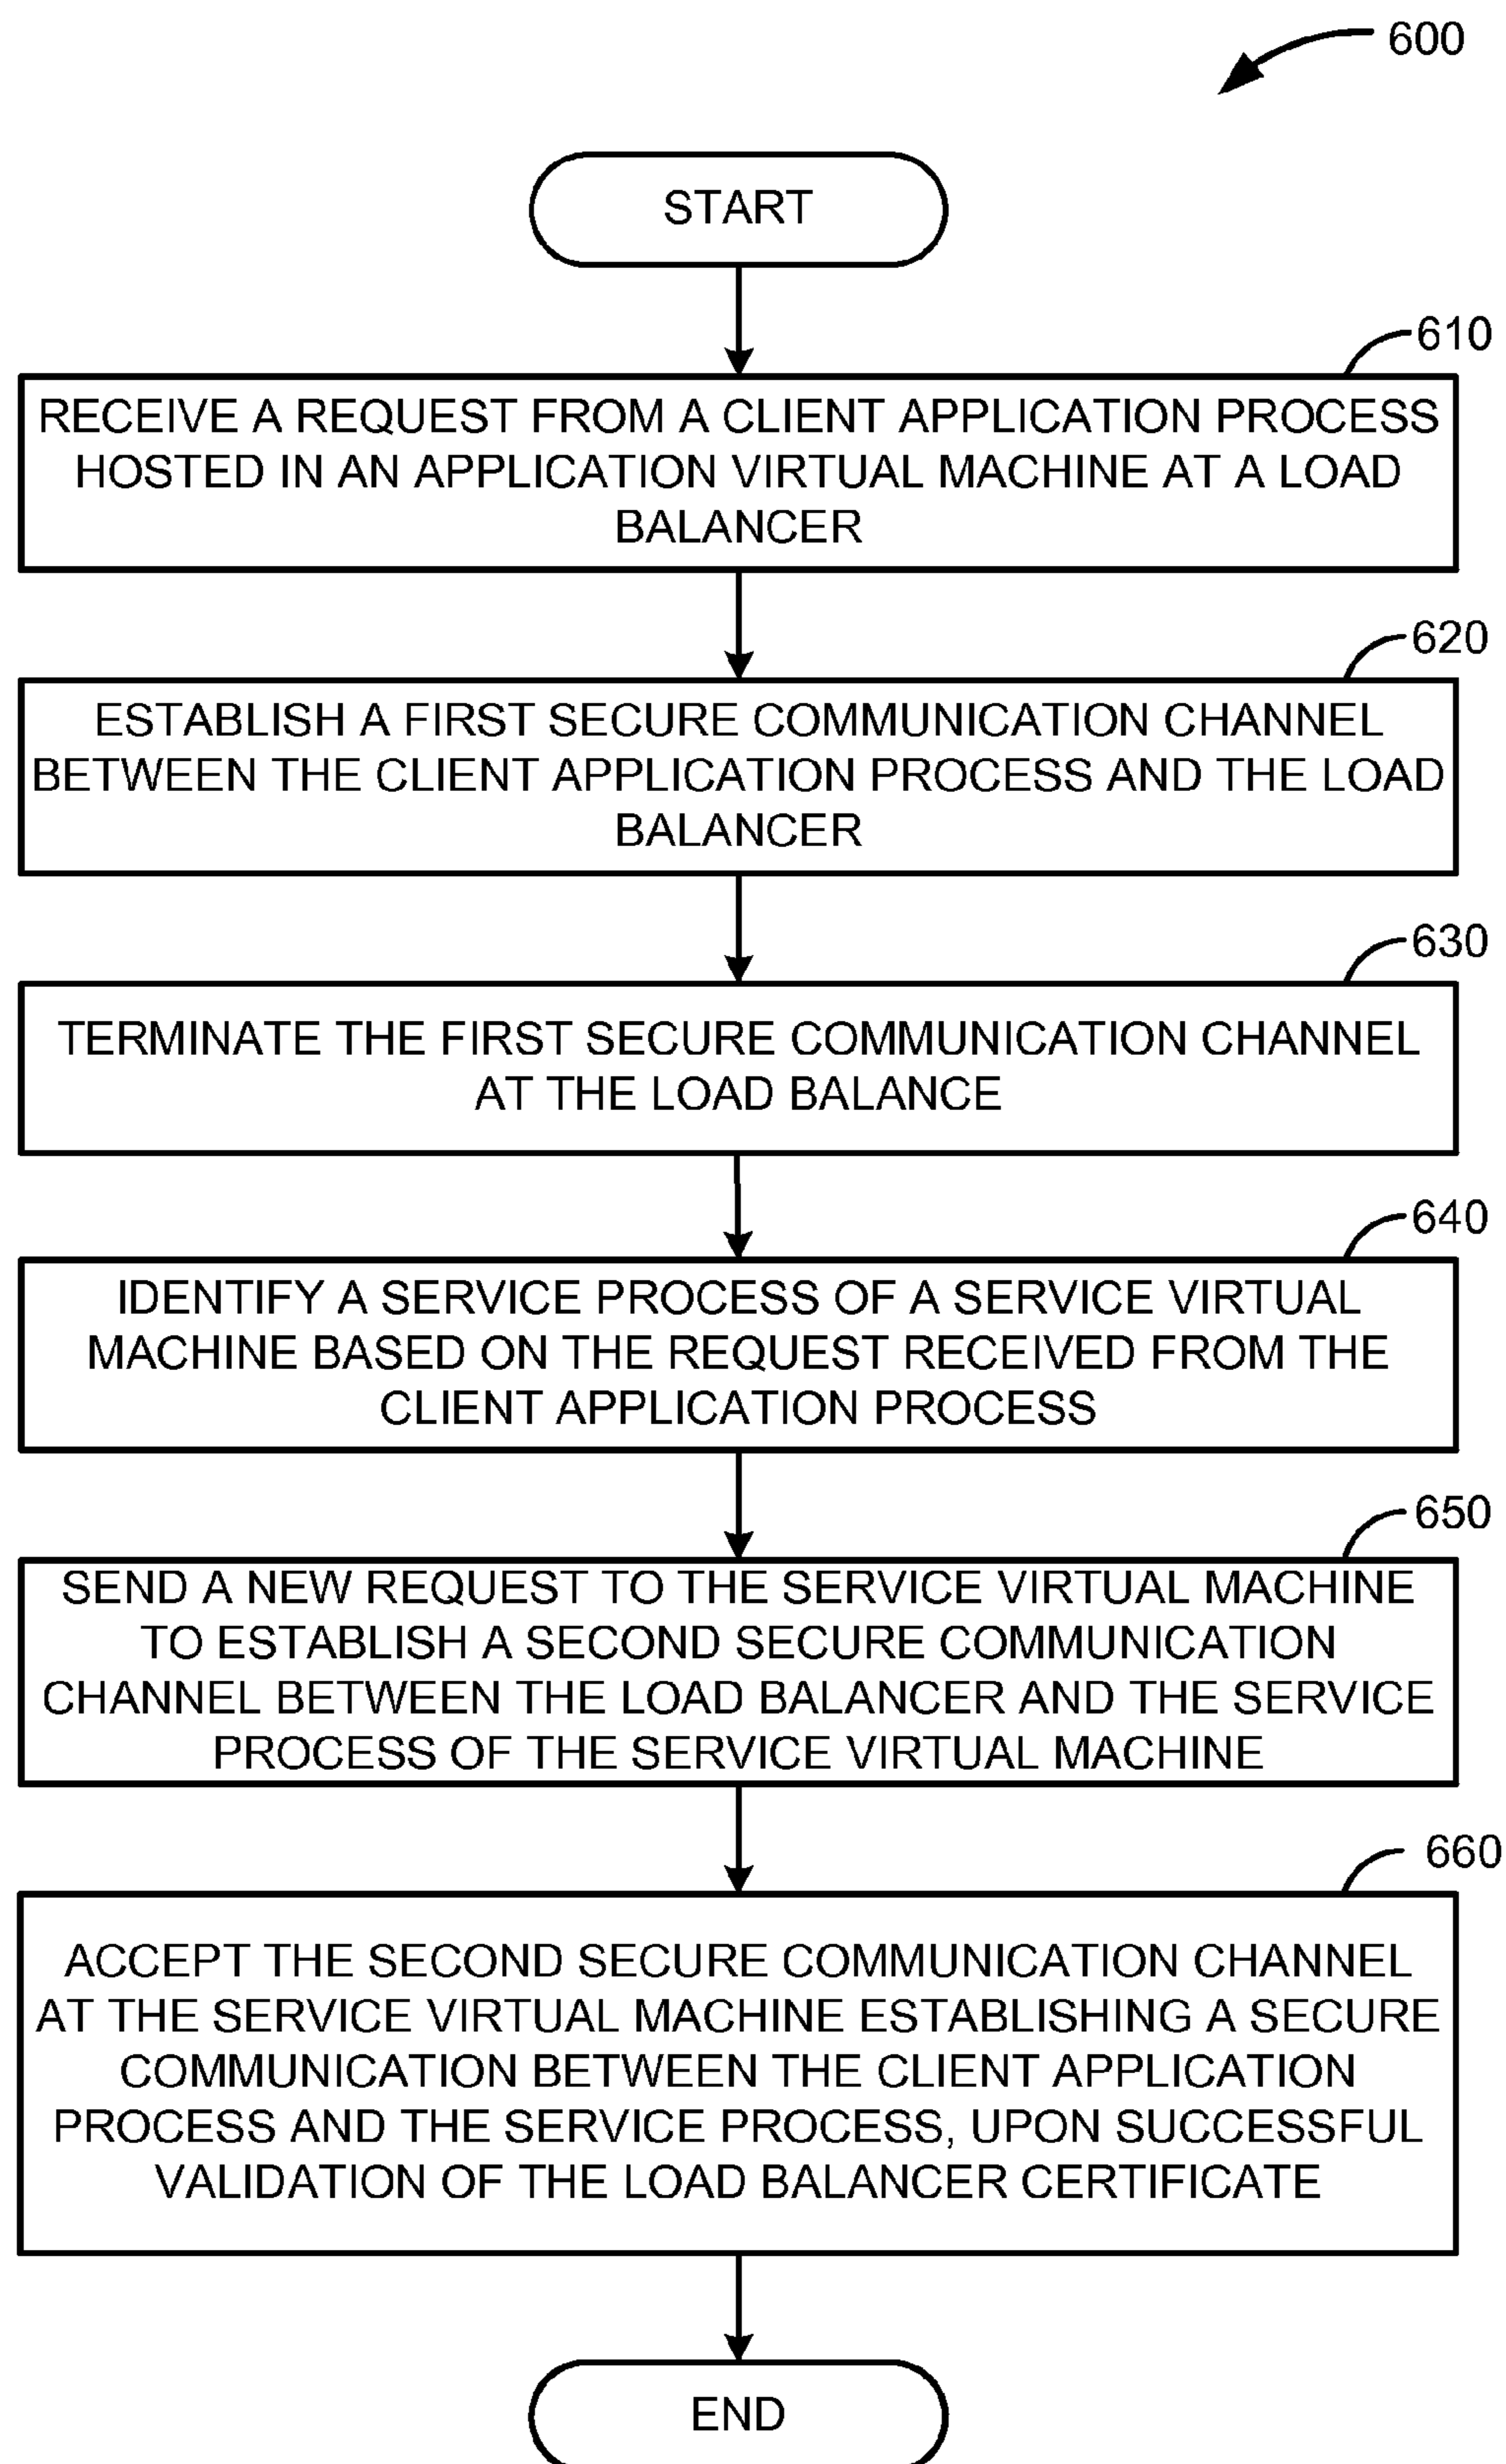 600
START
610
RECEIVE A REQUEST FROM A CLIENT APPLICATION PROCESS
HOSTED IN AN APPLICATION VIRTUAL MACHINE AT A LOAD
BALANCER
620
ESTABLISH A FIRST SECURE COMMUNICATION CHANNEL
BETWEEN THE CLIENT APPLICATION PROCESS AND THE LOAD
BALANCER
630
TERMINATE THE FIRST SECURE COMMUNICATION CHANNEL
AT THE LOAD BALANCE
640
IDENTIFY A SERVICE PROCESS OF A SERVICE VIRTUAL
MACHINE BASED ON THE REQUEST RECEIVED FROM THE
CLIENT APPLICATION PROCESS
650
SEND A NEW REQUEST TO THE SERVICE VIRTUAL MACHINE
TO ESTABLISH A SECOND SECURE COMMUNICATION
CHANNEL BETWEEN THE LOAD BALANCER AND THE SERVICE
PROCESS OF THE SERVICE VIRTUAL MACHINE
660
ACCEPT THE SECOND SECURE COMMUNICATION CHANNEL
AT THE SERVICE VIRTUAL MACHINE ESTABLISHING A SECURE
COMMUNICATION BETWEEN THE CLIENT APPLICATION
PROCESS AND THE SERVICE PROCESS, UPON SUCCESSFUL
VALIDATION OF THE LOAD BALANCER CERTIFICATE
END